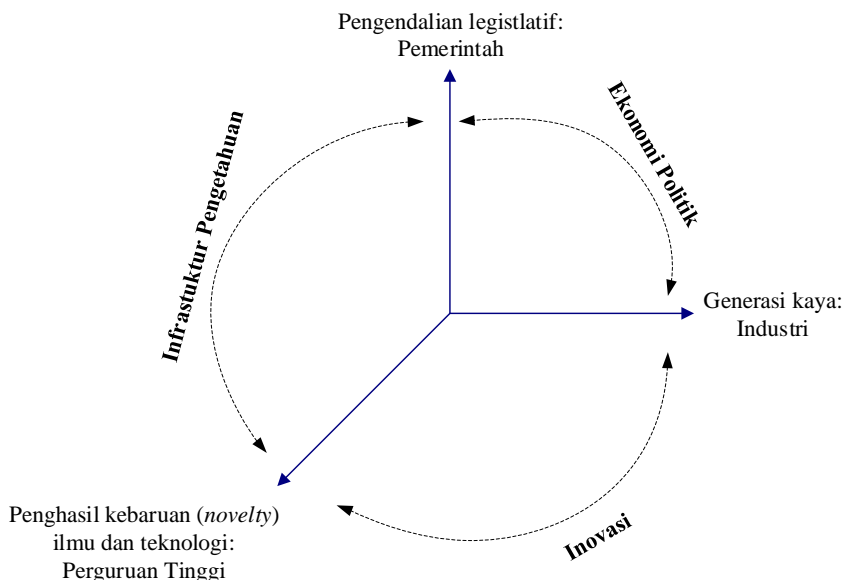 Pengendalian legistlatif:
Pemerintah
Ekonomi Politik
Infrastuktur Pengetahuan
Generasi kaya:
Industri
Penghasil kebaruan (novelty)
ilmu dan teknologi:
Perguruan Tinggi
Inovasi